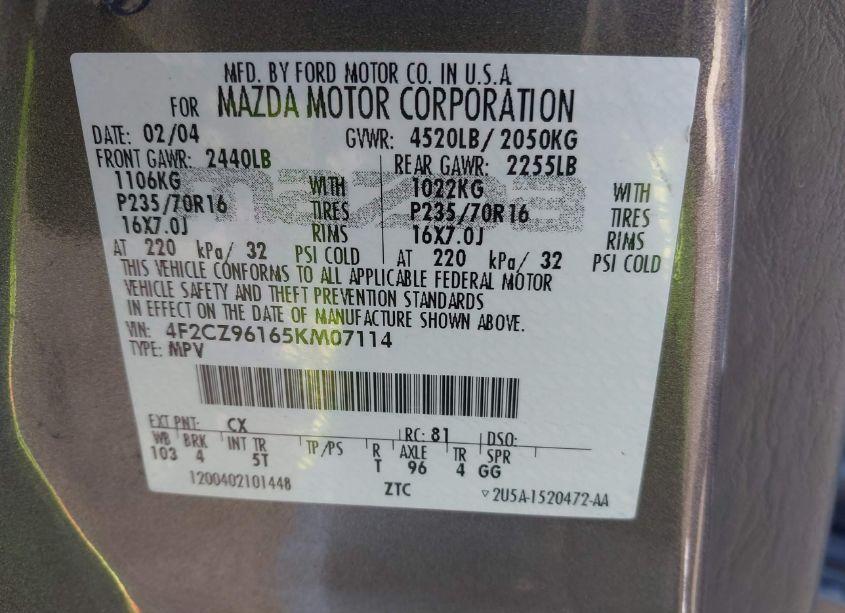 MFD. BY FORD MOTOR CO. IN U.S.A
FOR MAZDA MOTOR CORPORATION
DATE: 02/04 GVWR: 4520LB/ 2050KG
FRONT GAWR: 2440LB REAR GAWR: 2255LB
1106KG WITH 1022KG WITH
P235/70R16 TIRES P235/70R16 TIRES
16X7.0J RIMS 16X7.0J RIMS
AT 220 kPa/ 32 PSI COLD AT 220 kPa/ 32 PSI COLD
THIS VEHICLE CONFORMS TO ALL APPLICABLE FEDERAL MOTOR
VEHICLE SAFETY AND THEFT PREVENTION STANDARDS
IN EFFECT ON THE DATE OF MANUFACTURE SHOWN ABOVE.
VIN: 4F2CZ96165KM07114
TYPE: MPV
EXT PNT: CX RC: 81 DSO:
WB BRK INT TR TP/PS R AXLE TR SPR
103 4 5T T 96 4 GG
1200402101448 ZTC ▽2U5A-1520472-AA